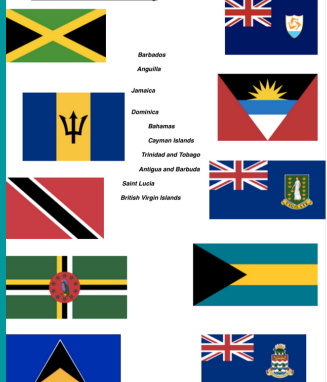 Barbados
Anguilla
Jamaica
Dominica
Bahamas
Cayman Islands
Trinidad and Tobago
Antigua and Barbuda
Saint Lucia
British Virgin Islands